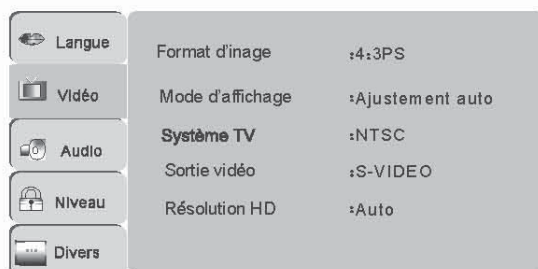 Langue
Vidéo
Audio
Niveau
Divers
Format d'inage :4:3PS
Mode d'affichage :Ajustement auto
Système TV :NTSC
Sortie vidéo :S-VIDEO
Résolution HD :Auto